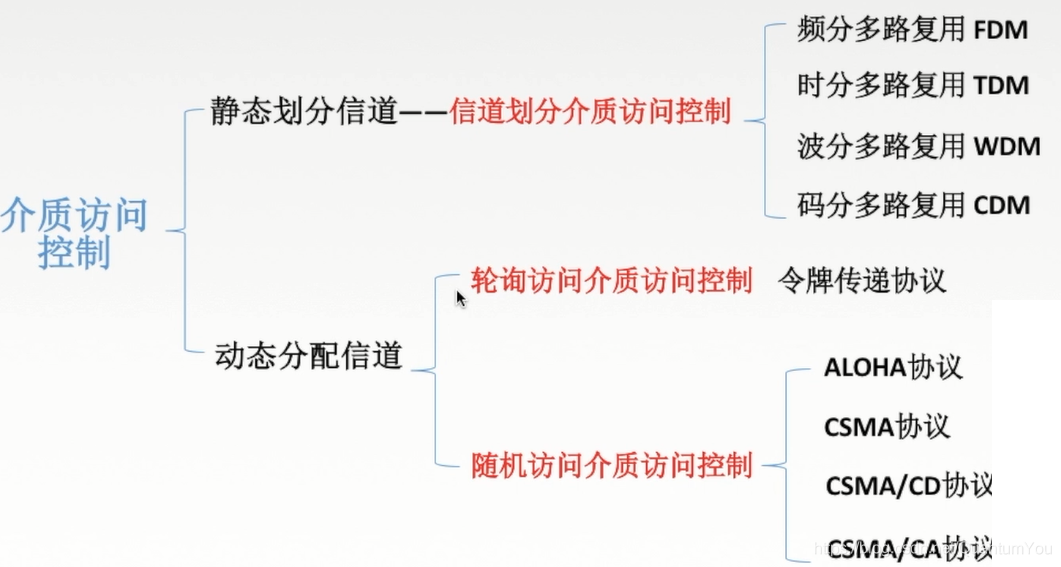 频分多路复用 FDM
静态划分信道——信道划分介质访问控制
时分多路复用 TDM
波分多路复用 WDM
码分多路复用 CDM
介质访问
控制
轮询访问介质访问控制 令牌传递协议
动态分配信道
ALOHA协议
CSMA协议
随机访问介质访问控制
CSMA/CD协议
CSMA/CA协议